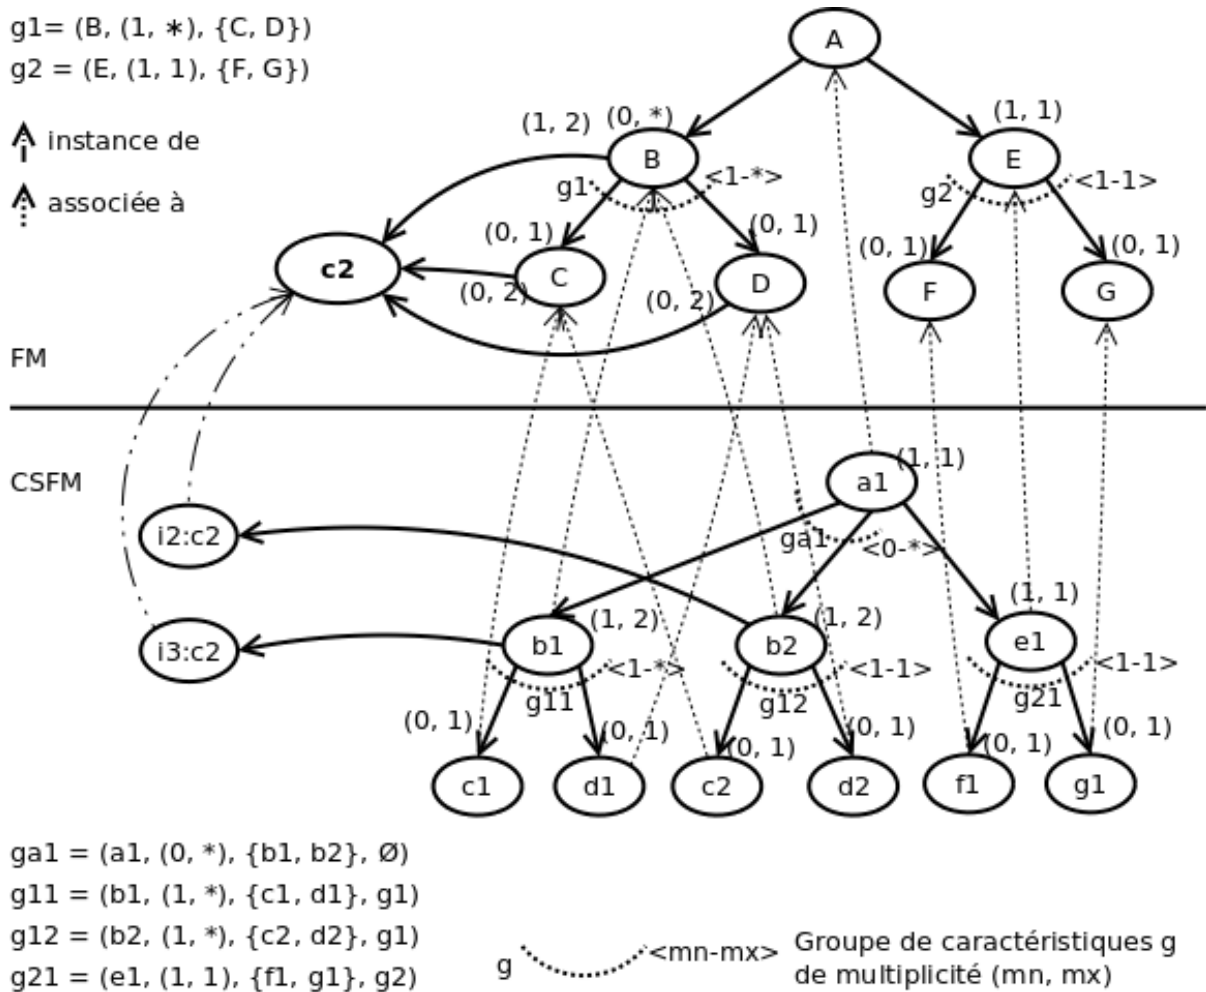 g1= (B, (1, ∗), {C, D})
g2 = (E, (1, 1), {F, G})
instance de
associée à
A
(1, 2)
(0, *)
(1, 1)
B
E
g1
<1-*>
g2
<1-1>
(0, 1)
(0, 1)
(0, 1)
(0, 1)
c2
C
D
F
G
(0, 2)
(0, 2)
FM
CSFM
(1, 1)
a1
i2:c2
ga1
<0-*>
(1, 2)
(1, 2)
(1, 1)
i3:c2
b1
b2
e1
<1-*>
<1-1>
<1-1>
g11
g12
g21
(0, 1)
(0, 1)
(0, 1)
(0, 1)
(0, 1)
(0, 1)
c1
d1
c2
d2
f1
g1
ga1 = (a1, (0, *), {b1, b2}, Ø)
g11 = (b1, (1, *), {c1, d1}, g1)
g12 = (b2, (1, *), {c2, d2}, g1)
g21 = (e1, (1, 1), {f1, g1}, g2)
g
<mn-mx>
Groupe de caractéristiques g
de multiplicité (mn, mx)